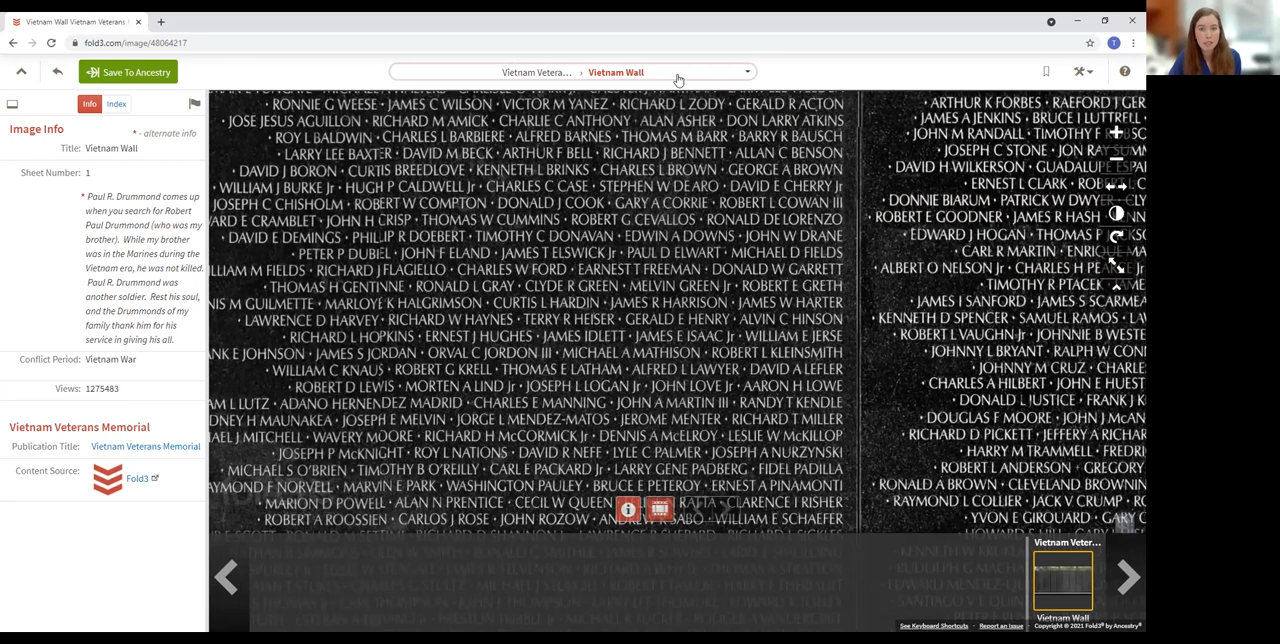 Vietnam Wall Vietnam Veterans
fold3.com/image/48064217
T
Save To Ancestry
Vietnam Vetera... › Vietnam Wall
Info Index
Image Info
* - alternate info
Title: Vietnam Wall
Sheet Number: 1
* Paul R. Drummond comes up
when you search for Robert
Paul Drummond (who was my
brother). While my brother
was in the Marines during the
Vietnam era, he was not killed.
Paul R. Drummond was
another soldier. Rest his soul,
and the Drummonds of my
family thank him for his
service in giving his all.
Conflict Period: Vietnam War
Views: 1275483
Vietnam Veterans Memorial
Publication Title: Vietnam Veterans Memorial
Content Source: Fold3
· RONNIE G WEESE · JAMES C WILSON · VICTOR M YANEZ · RICHARD L ZODY · GERALD R ACTON
· JOSE JESUS AGUILLON · RICHARD M AMICK · CHARLIE C ANTHONY · ALAN ASHER · DON LARRY ATKINS
· ROY L BALDWIN · CHARLES L BARBIERE · ALFRED BARNES · THOMAS M BARR · BARRY R BAUSCH
· LARRY LEE BAXTER · DAVID M BECK · ARTHUR F BELL · RICHARD J BENNETT · ALLAN C BENSON
· DAVID J BORON · CURTIS BREEDLOVE · KENNETH L BRINKS · CHARLES L BROWN · GEORGE A BROWN
· WILLIAM J BURKE Jr · HUGH P CALDWELL Jr · CHARLES C CASE · STEPHEN W DE ARO · DAVID E CHERRY Jr
· JOSEPH C CHISHOLM · ROBERT W COMPTON · DONALD J COOK · GARY A CORRIE · ROBERT L COWAN III
E CRAMBLET · JOHN H CRISP · THOMAS W CUMMINS · ROBERT G CEVALLOS · RONALD DE LORENZO
· DAVID E DEMINGS · PHILLIP R DOEBERT · TIMOTHY C DONAVAN · EDWIN A DOWNS · JOHN W DRANE
· PETER P DUBIEL · JOHN F ELAND · JAMES T ELSWICK Jr · PAUL D ELWART · MICHAEL D FIELDS
M FIELDS · RICHARD J FLAGIELLO · CHARLES W FORD · EARNEST T FREEMAN · DONALD W GARRETT
· THOMAS H GENTINNE · RONALD L GRAY · CLYDE R GREEN · MELVIN GREEN Jr · ROBERT E GRETH
M GUILMETTE · MARLOYE K HALGRIMSON · CURTIS L HARDIN · JAMES R HARRISON · JAMES W HARTER
· LAWRENCE D HARVEY · RICHARD W HAYNES · TERRY R HEISER · GERALD E HENRY · ALVIN C HINSON
· RICHARD L HOPKINS · ERNEST J HUGHES · JAMES IDLETT · JAMES E ISAAC Jr · WILLIAM E JERSE
E JOHNSON · JAMES S JORDAN · ORVAL C JORDON III · MICHAEL A MATHISON · ROBERT L KLEINSMITH
· WILLIAM C KNAUS · ROBERT G KRELL · THOMAS E LATHAM · ALFRED L LAWYER · DAVID A LEFLER
· ROBERT D LEWIS · MORTEN A LIND Jr · JOSEPH L LOGAN Jr · JOHN LOVE Jr · AARON H LOWE
LUTZ · ADANO HERNENDEZ MADRID · CHARLES E MANNING · JOHN A MARTIN III · RANDY T KENDLE
H MAUNAKEA · JOSEPH E MELVIN · JORGE L MENDEZ-MATOS · JEROME MENTER · RICHARD T MILLER
J MITCHELL · WAVERY MOORE · RICHARD H McCORMICK Jr · DENNIS A McELROY · LESLIE W McKILLOP
· JOSEPH P McKNIGHT · ROY L NATIONS · DAVID R NEFF · LYLE C PALMER · JOSEPH A NURZYNSKI
· MICHAEL S O'BRIEN · TIMOTHY B O'REILLY · CARL E PACKARD Jr · LARRY GENE PADBERG · FIDEL PADILLA
F NORVELL · MARVIN E PARK · WASHINGTON PAULEY · BRUCE E PETEROY · ERNEST A PINAMONTI
· MARION D POWELL · ALAN N PRENTICE · CECIL W QUEEN CLARENCE I RISHER
· ROBERT A ROOSSIEN · CARLOS J ROSE · JOHN ROZOW · ANDREW R SABO · WILLIAM E SCHAEFER
· ARTHUR K FORBES · RAEFORD J
JAMES A JENKINS · BRUCE I LUTTRELL
· JOHN M RANDALL · TIMOTHY F
· JOSEPH C STONE · JON
· DAVID H WILKERSON · GUADALUPE
· ERNEST L CLARK
· DONNIE BIARUM · PATRICK W DWYER
· ROBERT E GOODNER · JAMES R HASH
· EDWARD J HOGAN · THOMAS P
· CARL R MARTIN
· ALBERT O NELSON Jr · CHARLES H
· TIMOTHY R PTACEK
· JAMES I SANFORD · JAMES S
· KENNETH D SPENCER · SAMUEL RAMOS
· ROBERT L VAUGHN Jr · JOHNNIE B
· JOHNNY L BRYANT · RALPH W
· JOHNNY M CRUZ
· CHARLES A HILBERT · JOHN E
· DONALD L JUSTICE · FRANK J
· DOUGLAS F MOORE · JOHN J
· RICHARD D PICKETT · JEFFERY A
· HARRY M TRAMMELL
· ROBERT L ANDERSON · GREGORY
· RONALD A BROWN · CLEVELAND
· RAYMOND L COLLIER · JACK V CRUMP
· YVON E GIROUARD · GARY
Vietnam Veter...
Vietnam Wall
See Keyboard Shortcuts · Report an Issue · Copyright © 2021 Fold3® by Ancestry®